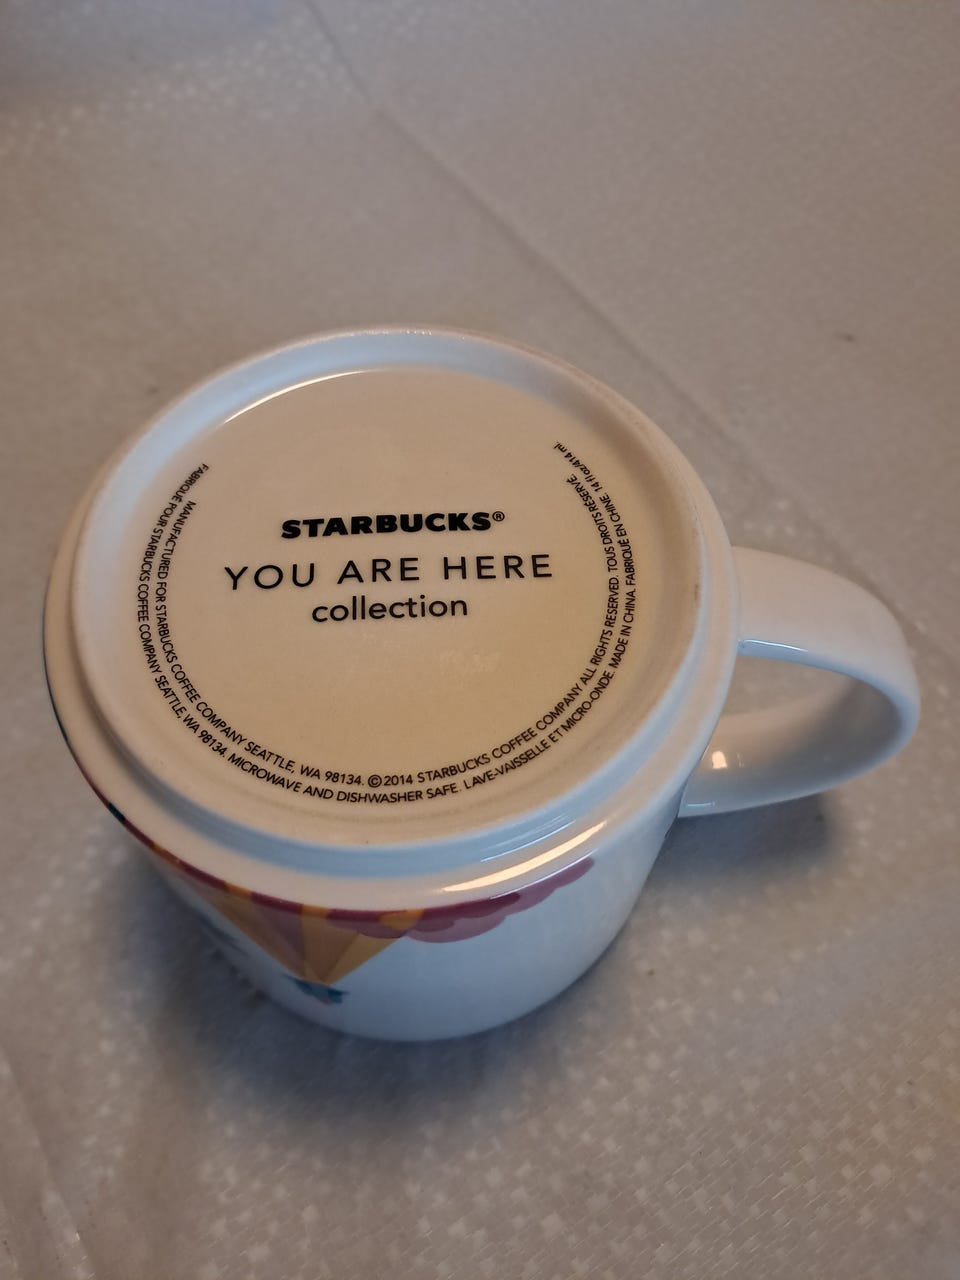 STARBUCKS®
YOU ARE HERE
collection
MANUFACTURED FOR STARBUCKS COFFEE COMPANY SEATTLE, WA 98134. ©2014 STARBUCKS COFFEE COMPANY ALL RIGHTS RESERVED. TOUS DROITS RÉSERVÉ.
FABRIQUÉ POUR STARBUCKS COFFEE COMPANY SEATTLE, WA 98134. MICROWAVE AND DISHWASHER SAFE. LAVE-VAISSELLE ET MICRO-ONDE. MADE IN CHINA. FABRIQUÉ EN CHINE. 14 fl oz/414 ml.